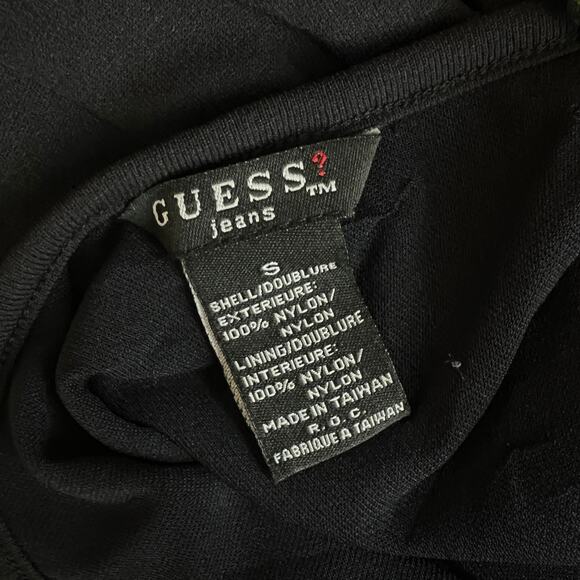 GUESS?™
jeans
S
SHELL/DOUBLURE
EXTERIEURE:
100% NYLON/
NYLON
LINING/DOUBLURE
INTERIEURE:
100% NYLON/
NYLON
MADE IN TAIWAN
R.O.C.
FABRIQUE A TAIWAN